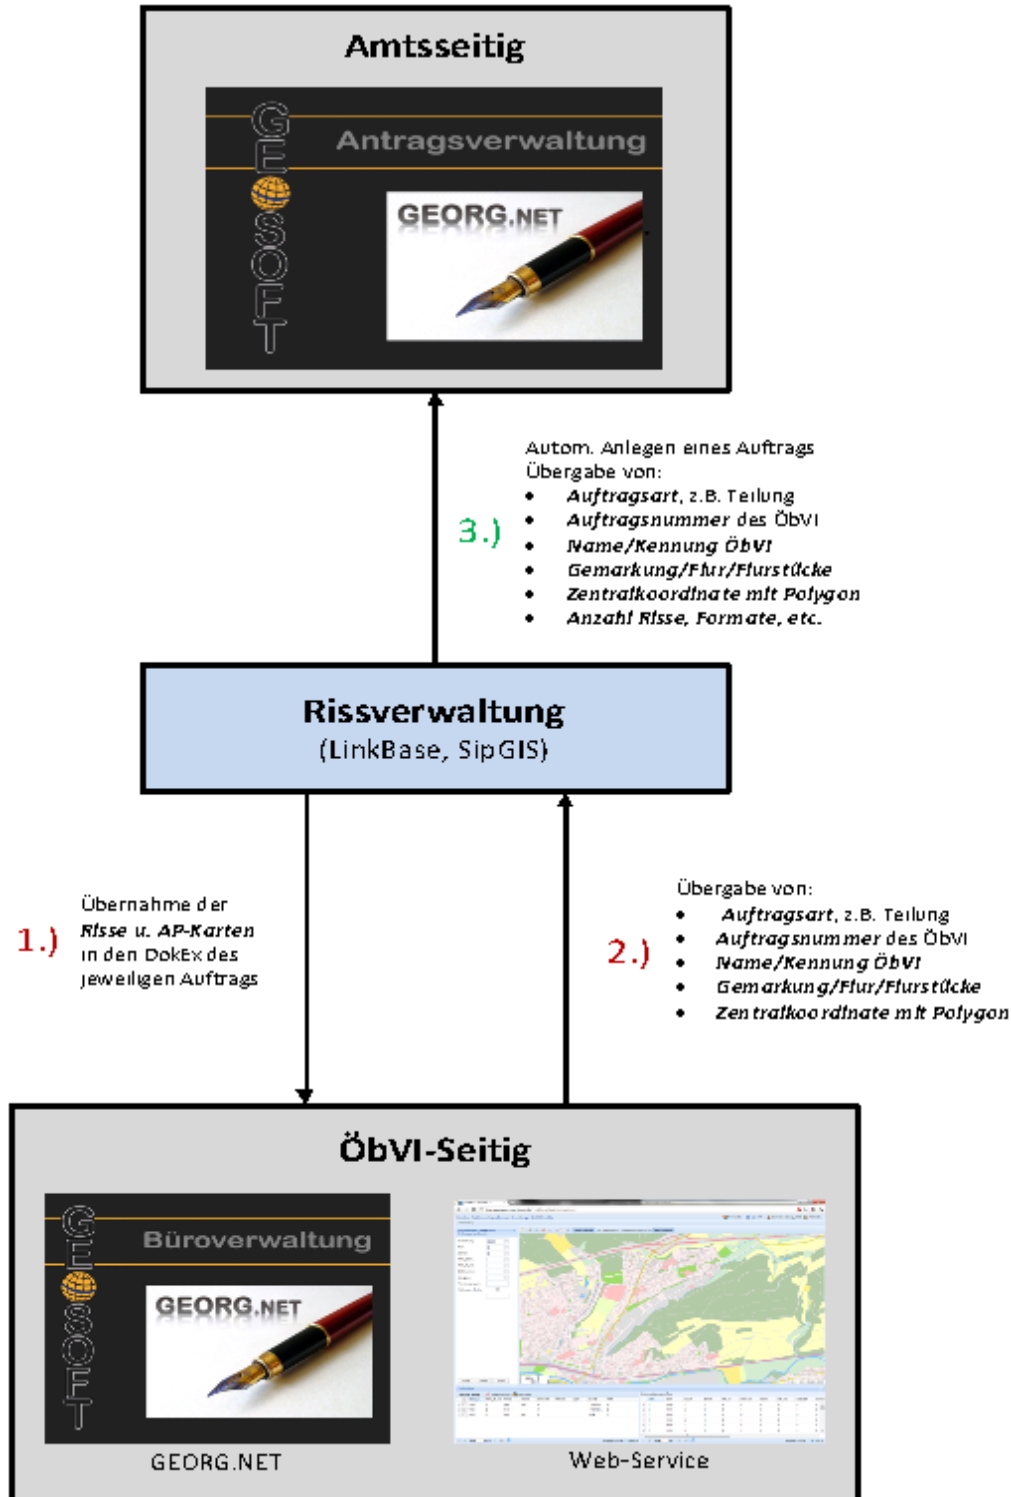 Amtsseitig
GEOSOFT
Antragsverwaltung
GEORG.NET
Autom. Anlegen eines Auftrags
Übergabe von:
• Auftragsart, z.B. Teilung
• Auftragsnummer des ÖbVI
• Name/Kennung ÖbVI
• Gemarkung/Flur/Flurstücke
• Zentralkoordinate mit Polygon
• Anzahl Risse, Formate, etc.
3.)
Rissverwaltung
(LinkBase, SipGIS)
1.)
Übernahme der
Risse u. AP-Karten
in den DokEx des
jeweiligen Auftrags
2.)
Übergabe von:
• Auftragsart, z.B. Teilung
• Auftragsnummer des ÖbVI
• Name/Kennung ÖbVI
• Gemarkung/Flur/Flurstücke
• Zentralkoordinate mit Polygon
ÖbVI-Seitig
GEOSOFT
Büroverwaltung
GEORG.NET
GEORG.NET
Web-Service